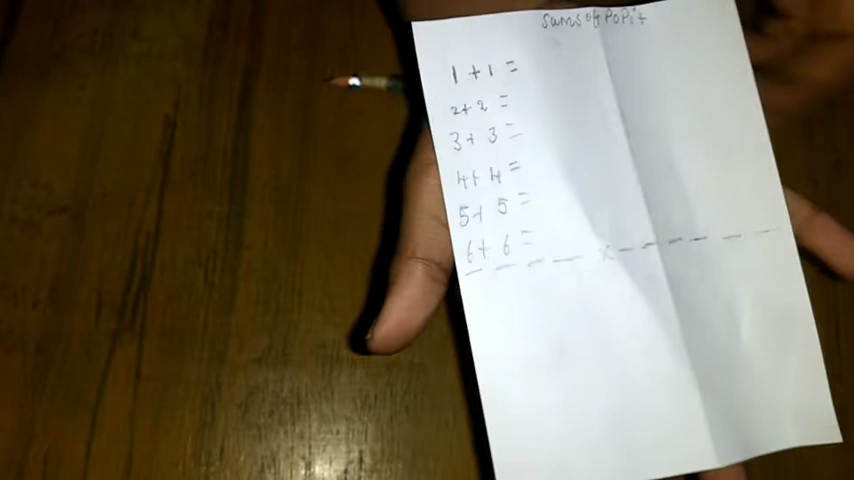 Sums of PoPit
1 + 1 =
2 + 2 =
3 + 3 =
4 + 4 =
5 + 5 =
6 + 6 =
— — — — x — — — — — —